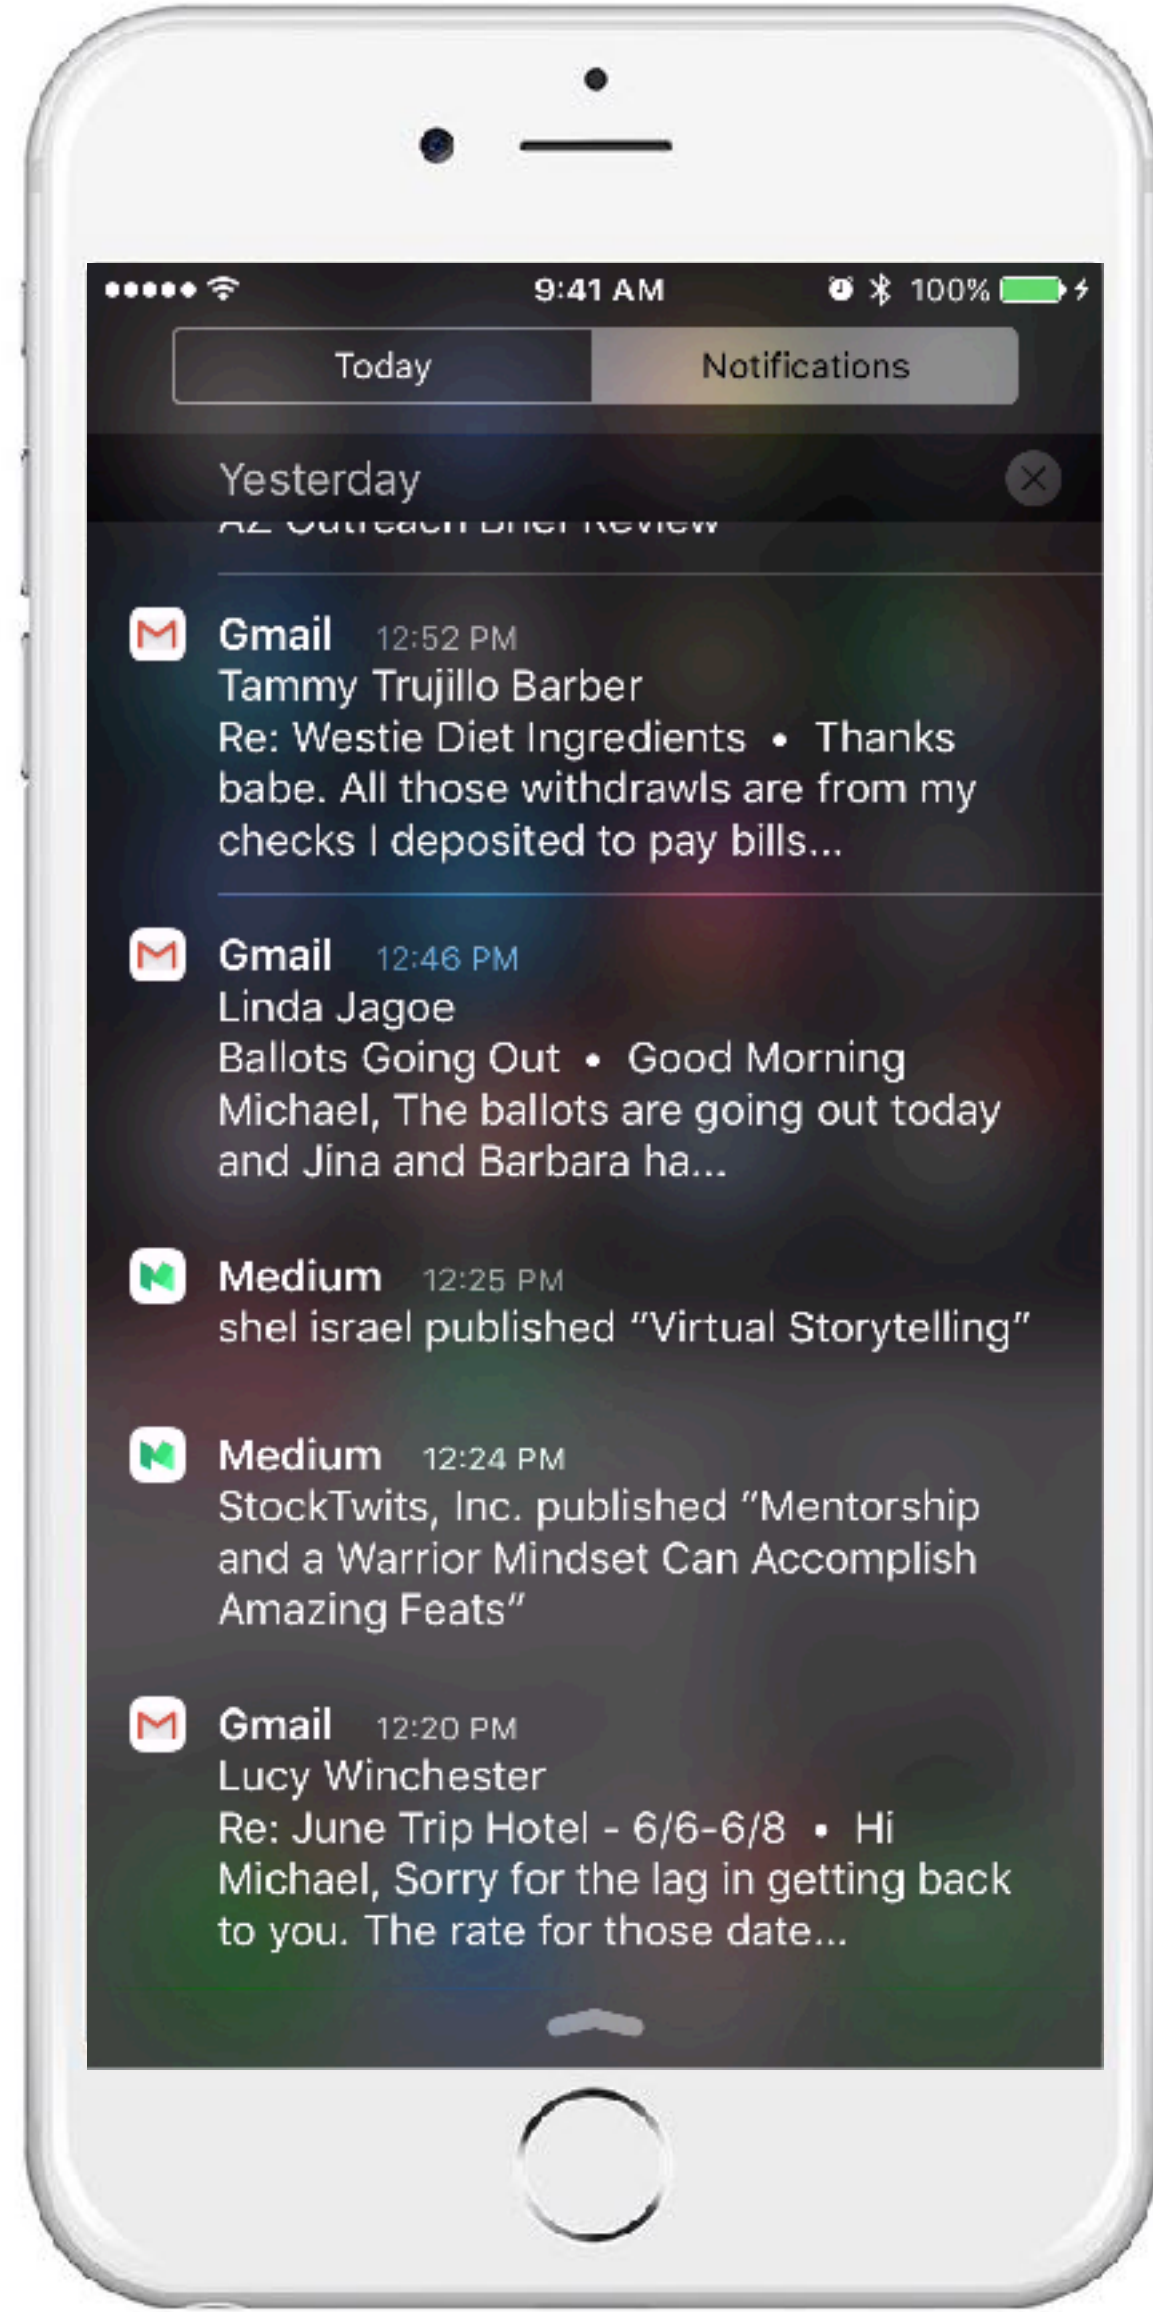 9:41 AM
100%
Today
Notifications
Yesterday
AZ Outreach Brief Review
Gmail 12:52 PM
Tammy Trujillo Barber
Re: Westie Diet Ingredients • Thanks
babe. All those withdrawls are from my
checks I deposited to pay bills...
Gmail 12:46 PM
Linda Jagoe
Ballots Going Out • Good Morning
Michael, The ballots are going out today
and Jina and Barbara ha...
Medium 12:25 PM
shel israel published “Virtual Storytelling”
Medium 12:24 PM
StockTwits, Inc. published “Mentorship
and a Warrior Mindset Can Accomplish
Amazing Feats”
Gmail 12:20 PM
Lucy Winchester
Re: June Trip Hotel - 6/6-6/8 • Hi
Michael, Sorry for the lag in getting back
to you. The rate for those date...